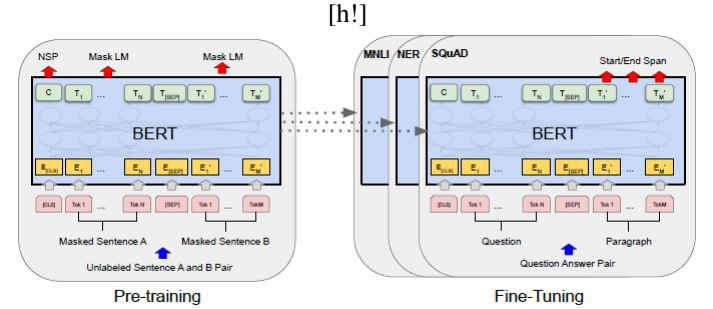 [h!]
NSP Mask LM Mask LM
C T1 ... TN T[SEP] T1' ... TM'
BERT
E[CLS] E1 ... EN E[SEP] E1' ... EM'
[CLS] Tok 1 ... Tok N [SEP] Tok 1 ... TokM
Masked Sentence A Masked Sentence B
Unlabeled Sentence A and B Pair
Pre-training
MNLI NER SQuAD
Start/End Span
C T1 ... TN T[SEP] T1' ... TM'
BERT
E[CLS] E1 ... EN E[SEP] E1' ... EM'
[CLS] Tok 1 ... Tok N [SEP] Tok 1 ... TokM
Question Paragraph
Question Answer Pair
Fine-Tuning